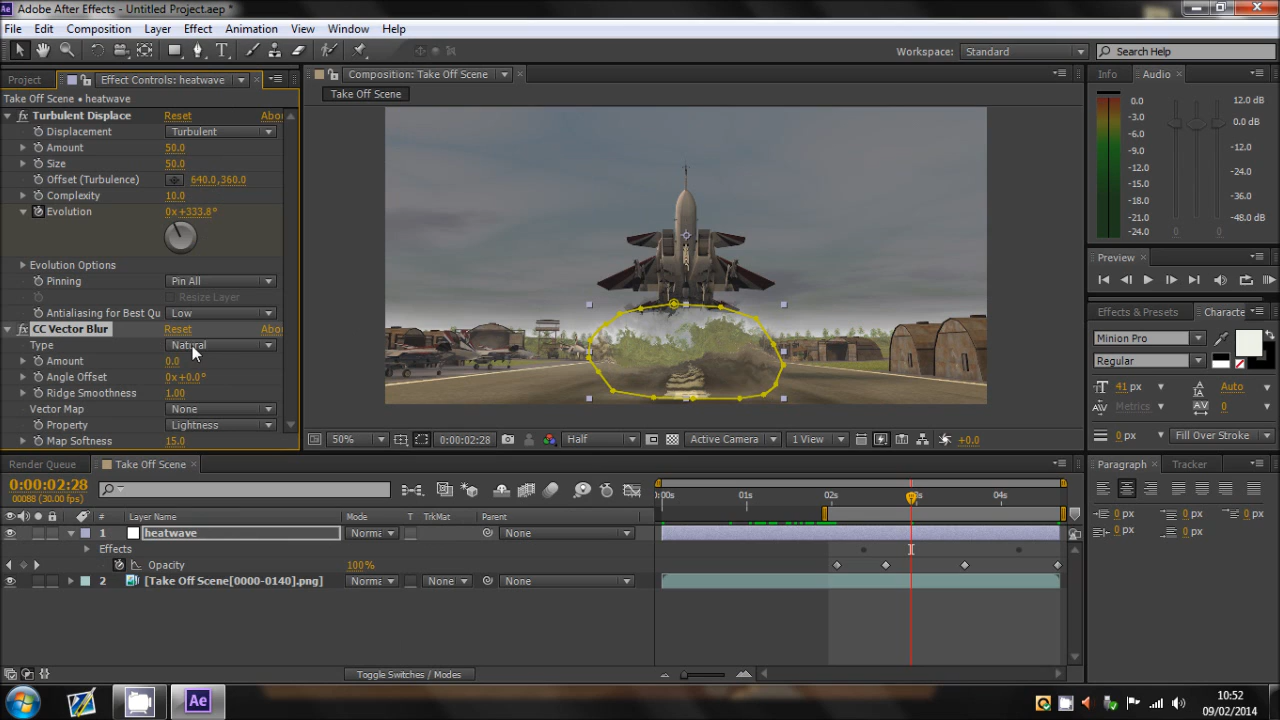 Adobe After Effects - Untitled Project.aep *
File Edit Composition Layer Effect Animation View Window Help
Workspace: Standard Search Help
Project Effect Controls: heatwave Composition: Take Off Scene Info Audio
Take Off Scene • heatwave Take Off Scene
fx Turbulent Displace Reset Abou
Displacement Turbulent
Amount 50.0
Size 50.0
Offset (Turbulence) 640.0,360.0
Complexity 10.0
Evolution 0x+333.8°
Evolution Options
Pinning Pin All
Resize Layer
Antialiasing for Best Qu Low
fx CC Vector Blur Reset Abou
Type Natural
Amount 0.0
Angle Offset 0x+0.0°
Ridge Smoothness 1.00
Vector Map None
Property Lightness
Map Softness 15.0
0.0 12.0 dB
-3.0 0.0 dB
-6.0
-9.0 -12.0
-12.0
-15.0 -24.0
-18.0 -36.0
-21.0 -48.0 dB
-24.0 0 0
Preview
Effects & Presets Characte
Minion Pro
Regular
41 px Auto
Metrics 0
0 px Fill Over Stroke
50% 0:00:02:28 Half Active Camera 1 View +0.0
Render Queue Take Off Scene
0:00:02:28
00088 (30.00 fps)
:00s 01s 02s 03s 04s
# Layer Name Mode T TrkMat Parent
1 heatwave Norma None
Effects
Opacity 100%
2 [Take Off Scene[0000-0140].png] Norma None None
Toggle Switches / Modes
Paragraph Tracker
0 px 0 px 0 px
0 px 0 px
Ae
10:52
09/02/2014